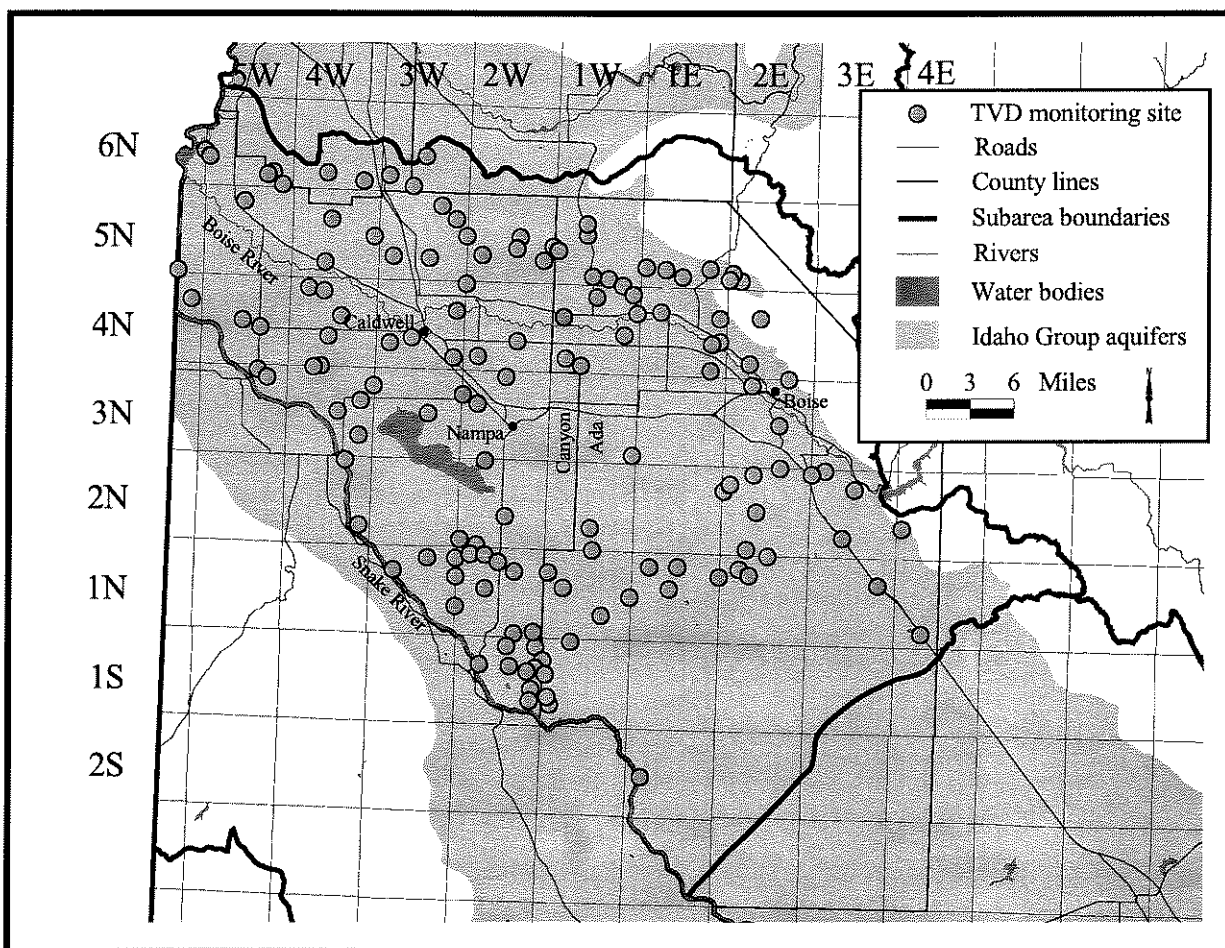 5W 4W 3W 2W 1W 1E 2E 3E 4E
TVD monitoring site
Roads
County lines
Subarea boundaries
Rivers
Water bodies
Idaho Group aquifers
0 3 6 Miles
N
6N
5N
4N
3N
2N
1N
1S
2S
Boise River
Caldwell
Boise
Nampa
Canyon
Ada
Snake River